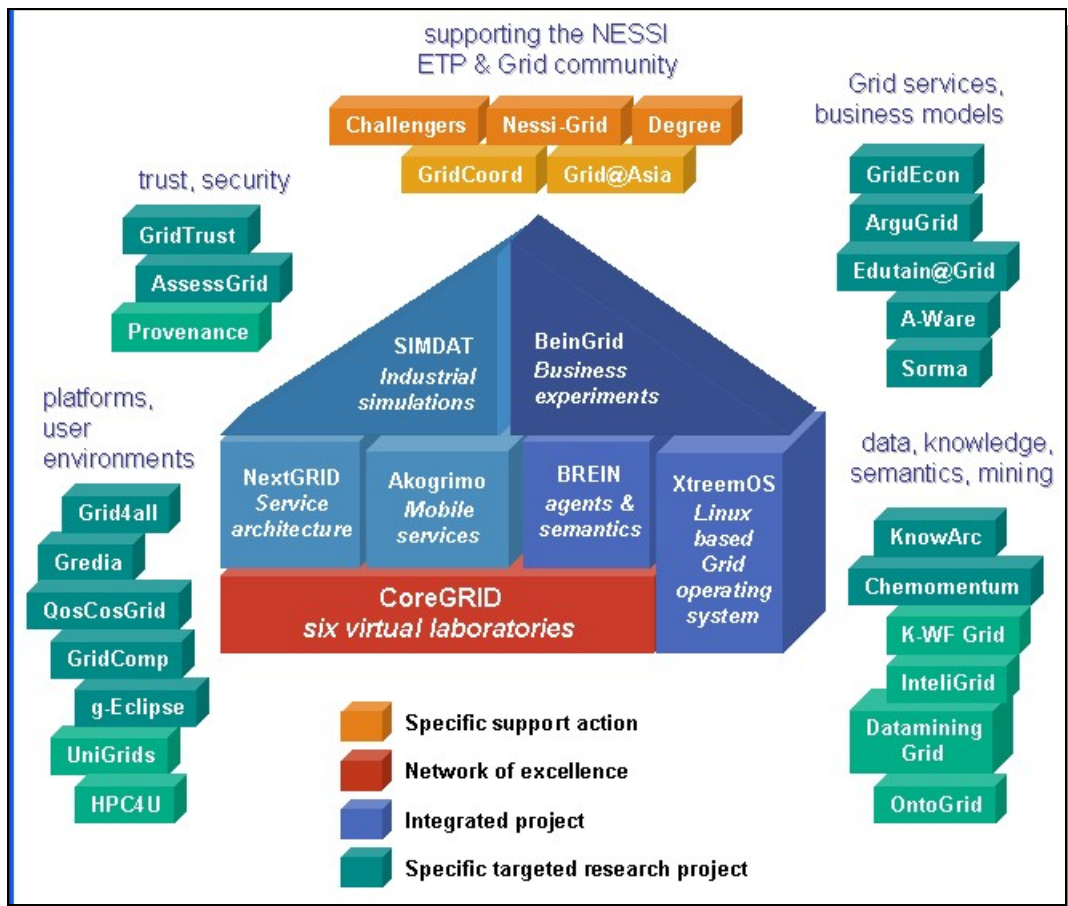 supporting the NESSI
ETP & Grid community
Challengers
Nessi-Grid
Degree
GridCoord
Grid@Asia
trust, security
GridTrust
AssessGrid
Provenance
Grid services,
business models
GridEcon
ArguGrid
Edutain@Grid
A-Ware
Sorma
SIMDAT
Industrial
simulations
BeinGrid
Business
experiments
platforms,
user
environments
Grid4all
Gredia
QosCosGrid
GridComp
g-Eclipse
UniGrids
HPC4U
NextGRID
Service
architecture
Akogrimo
Mobile
services
BREIN
agents &
semantics
XtreemOS
Linux
based
Grid
operating
system
CoreGRID
six virtual laboratories
data, knowledge,
semantics, mining
KnowArc
Chemomentum
K-WF Grid
InteliGrid
Datamining
Grid
OntoGrid
Specific support action
Network of excellence
Integrated project
Specific targeted research project